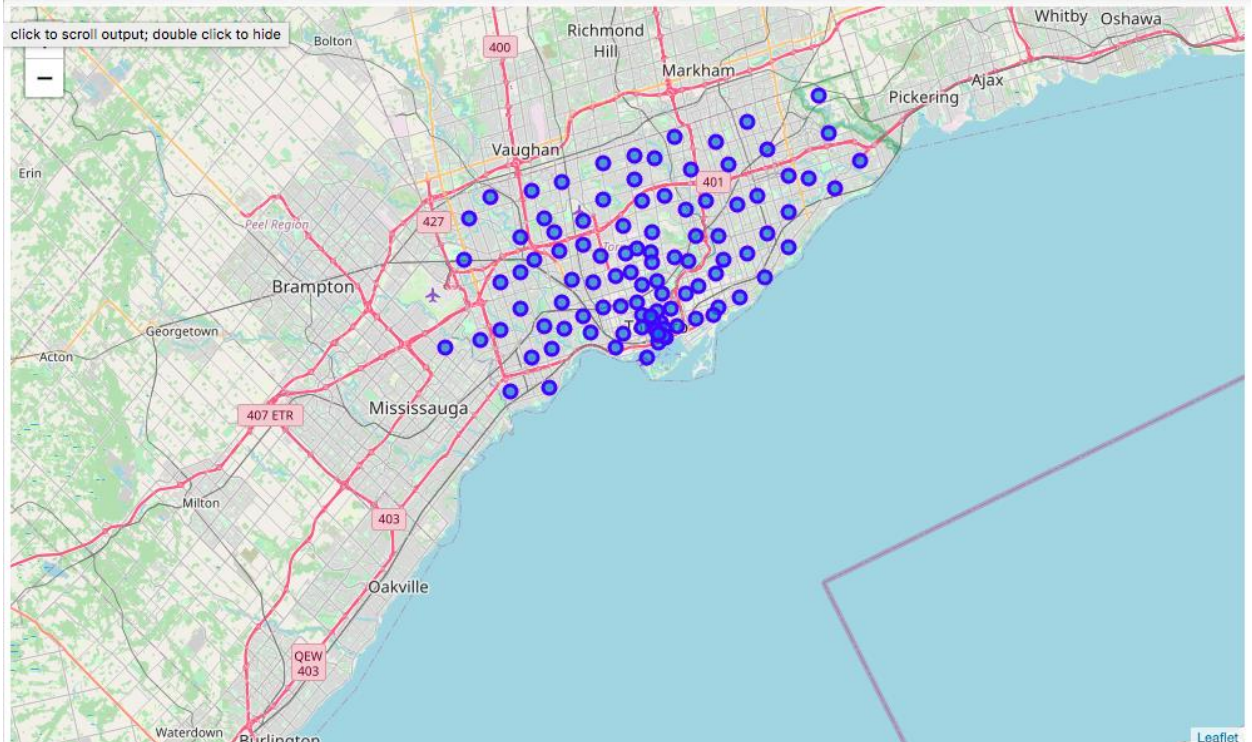 click to scroll output; double click to hide
−
Bolton
400
Richmond
Hill
Whitby
Oshawa
Markham
Ajax
Pickering
Vaughan
Erin
401
427
Peel Region
Brampton
Georgetown
Acton
Mississauga
407 ETR
Milton
403
Oakville
QEW
403
Waterdown
Burlington
Leaflet